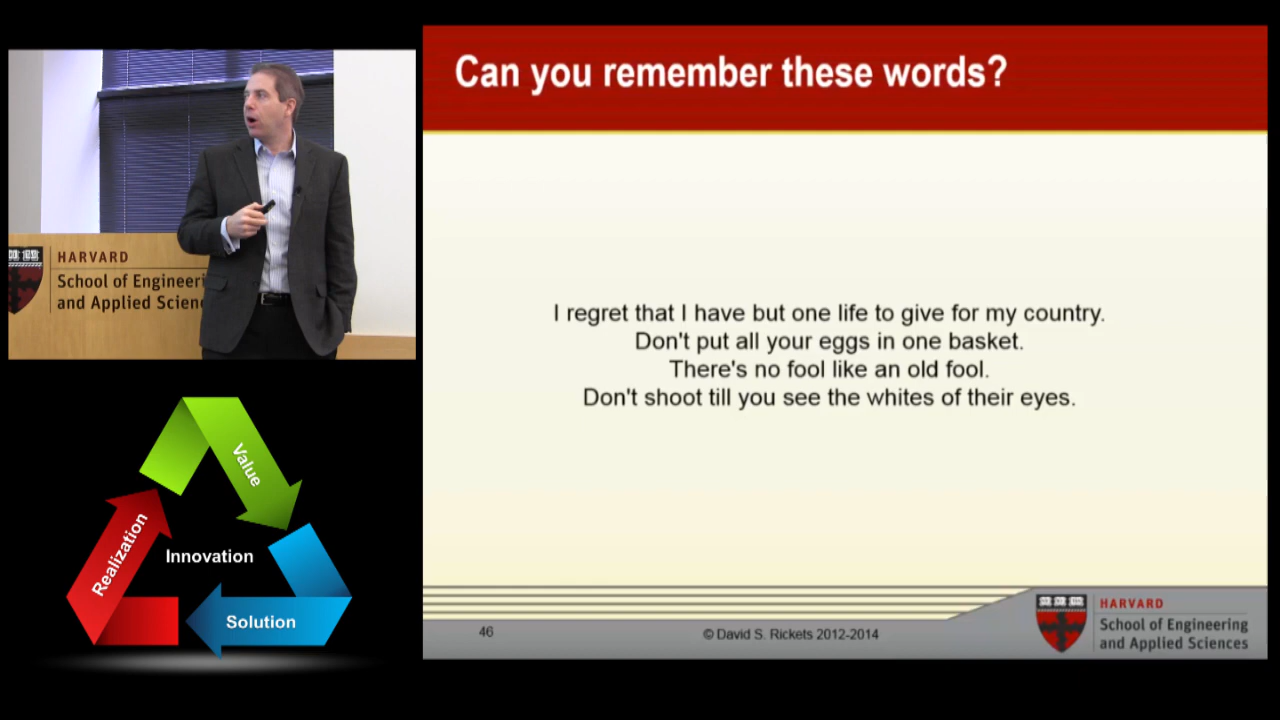 Can you remember these words?
I regret that I have but one life to give for my country.
Don't put all your eggs in one basket.
There's no fool like an old fool.
Don't shoot till you see the whites of their eyes.
46
© David S. Rickets 2012-2014
HARVARD
School of Engineering
and Applied Sciences
HARVARD
School of Engineeri
and Applied Scien
Value
Realization
Innovation
Solution